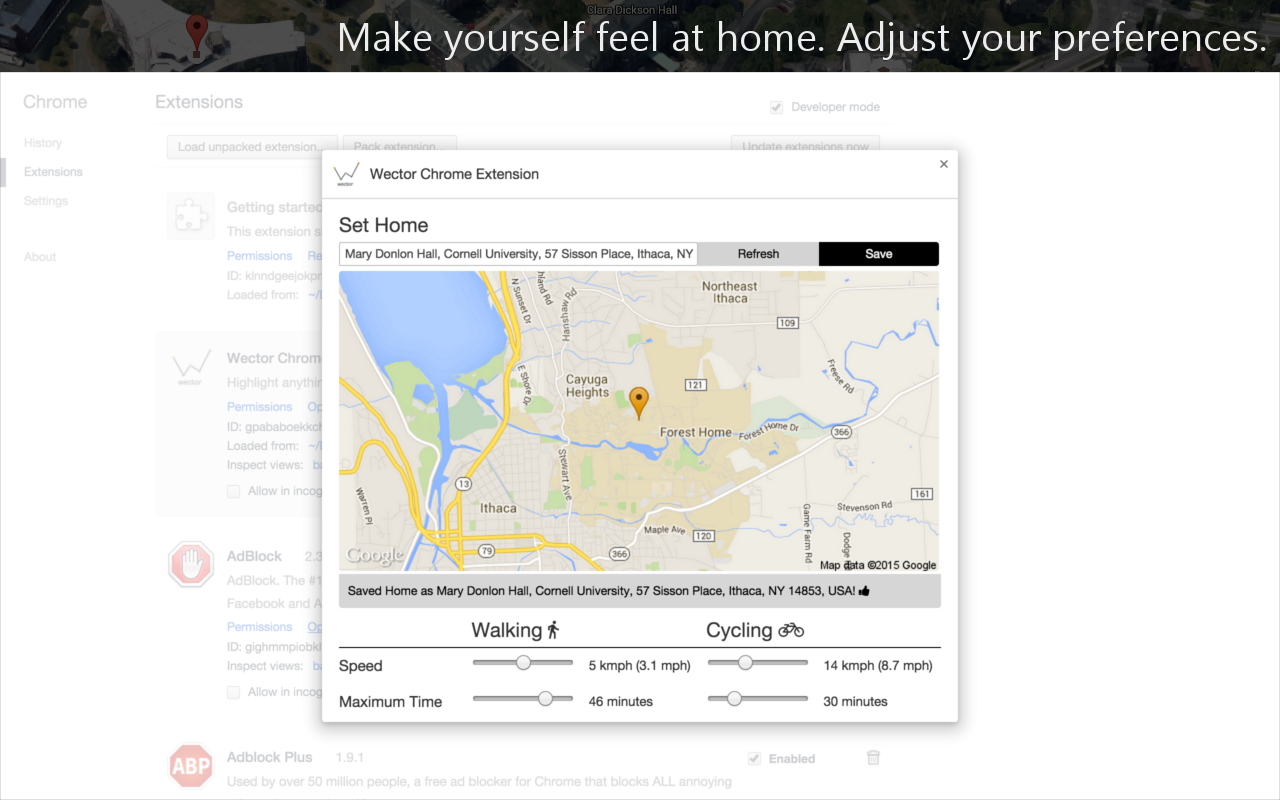 Clara Dickson Hall
Make yourself feel at home. Adjust your preferences.
Chrome
Extensions
Developer mode
History
Load unpacked extension...
Pack extension...
Update extensions now
Extensions
Settings
About
Getting started
This extension
Permissions
ID:
Loaded from: ~/
Wector Chrom
Highlight anythin
Permissions Op
ID: gpababoekkch
Loaded from: ~/
Inspect views: ba
Allow in incog
AdBlock 2.3
AdBlock. The #1
Facebook and A
Permissions Op
ID: gighmmpiobkl
Inspect views: ba
Allow in incog
Adblock Plus 1.9.1
Enabled
ABP
Used by over 50 million people, a free ad blocker for Chrome that blocks ALL annoying
wector
Wector Chrome Extension
×
Set Home
Mary Donlon Hall, Cornell University, 57 Sisson Place, Ithaca, NY
Refresh
Save
N Sunset Dr
Hanshaw Rd
Northeast
Ithaca
109
E Shore Dr
Cayuga
Heights
121
Freese Rd
Forest Home
Forest Home Dr
366
Stewart Ave
13
161
Warren Pl
Ithaca
Game Farm Rd
Stevenson Rd
Maple Ave
120
79
366
Google
Map data ©2015 Google
Saved Home as Mary Donlon Hall, Cornell University, 57 Sisson Place, Ithaca, NY 14853, USA!
Walking
Cycling
Speed
5 kmph (3.1 mph)
14 kmph (8.7 mph)
Maximum Time
46 minutes
30 minutes